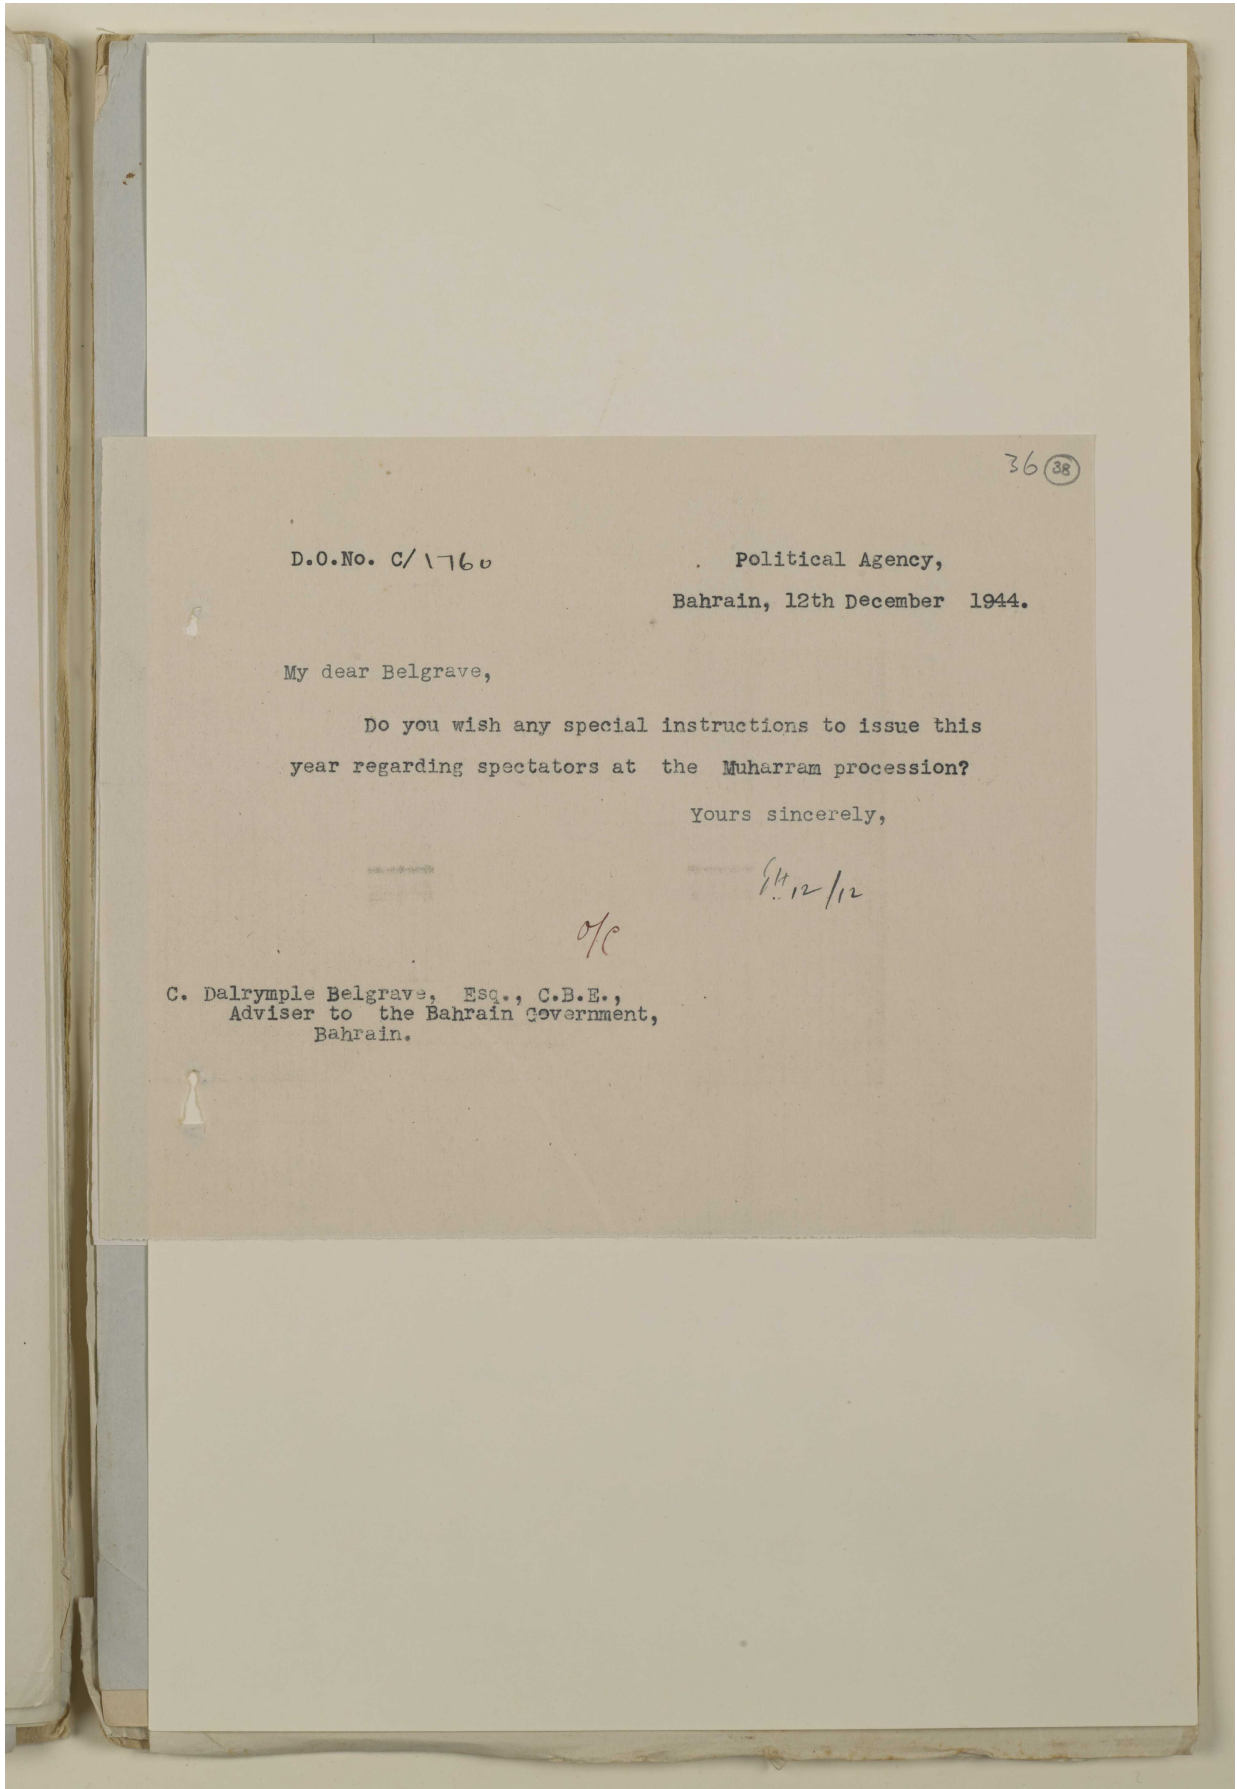 36 38
D.O.No. C/1760 Political Agency,
Bahrain, 12th December 1944.
My dear Belgrave,
Do you wish any special instructions to issue this
year regarding spectators at the Muharram procession?
Yours sincerely,
12/12
o/c
C. Dalrymple Belgrave, Esq., C.B.E.,
Adviser to the Bahrain Government,
Bahrain.